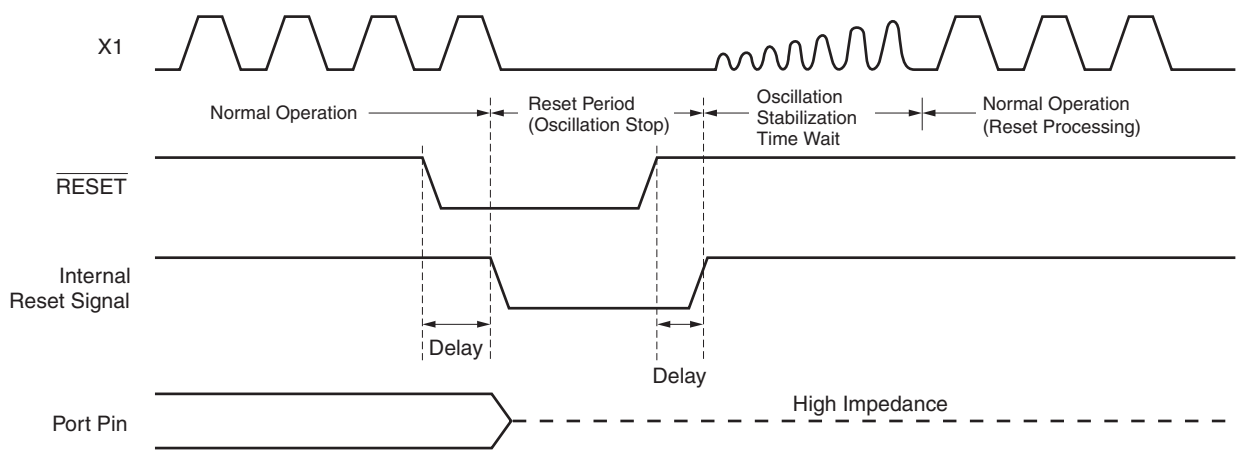 X1
Normal Operation
Reset Period
(Oscillation Stop)
Oscillation
Stabilization
Time Wait
Normal Operation
(Reset Processing)
RESET
Internal
Reset Signal
Delay
Delay
Port Pin
High Impedance